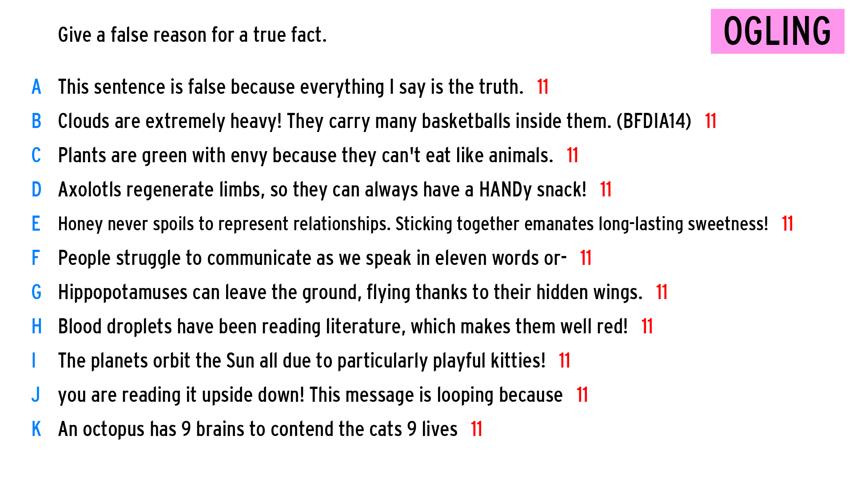 Give a false reason for a true fact.
OGLING
A This sentence is false because everything I say is the truth. 11
B Clouds are extremely heavy! They carry many basketballs inside them. (BFDIA14) 11
C Plants are green with envy because they can't eat like animals. 11
D Axolotls regenerate limbs, so they can always have a HANDy snack! 11
E Honey never spoils to represent relationships. Sticking together emanates long-lasting sweetness! 11
F People struggle to communicate as we speak in eleven words or- 11
G Hippopotamuses can leave the ground, flying thanks to their hidden wings. 11
H Blood droplets have been reading literature, which makes them well red! 11
I The planets orbit the Sun all due to particularly playful kitties! 11
J you are reading it upside down! This message is looping because 11
K An octopus has 9 brains to contend the cats 9 lives 11